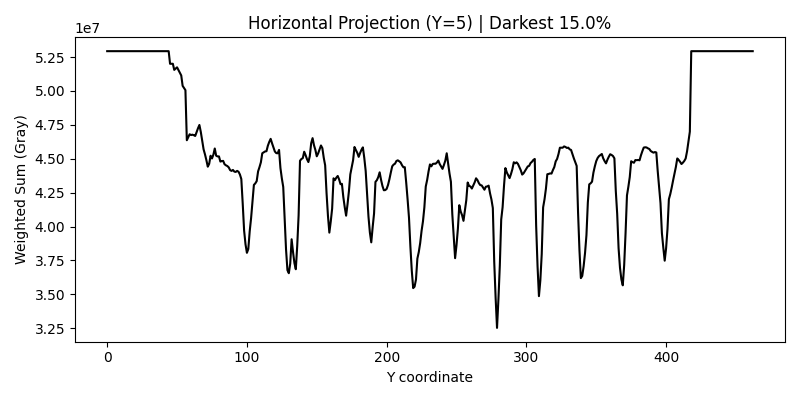 Horizontal Projection (Y=5) | Darkest 15.0%
1e7
5.25
5.00
4.75
4.50
4.25
4.00
3.75
3.50
3.25
Weighted Sum (Gray)
0 100 200 300 400
Y coordinate